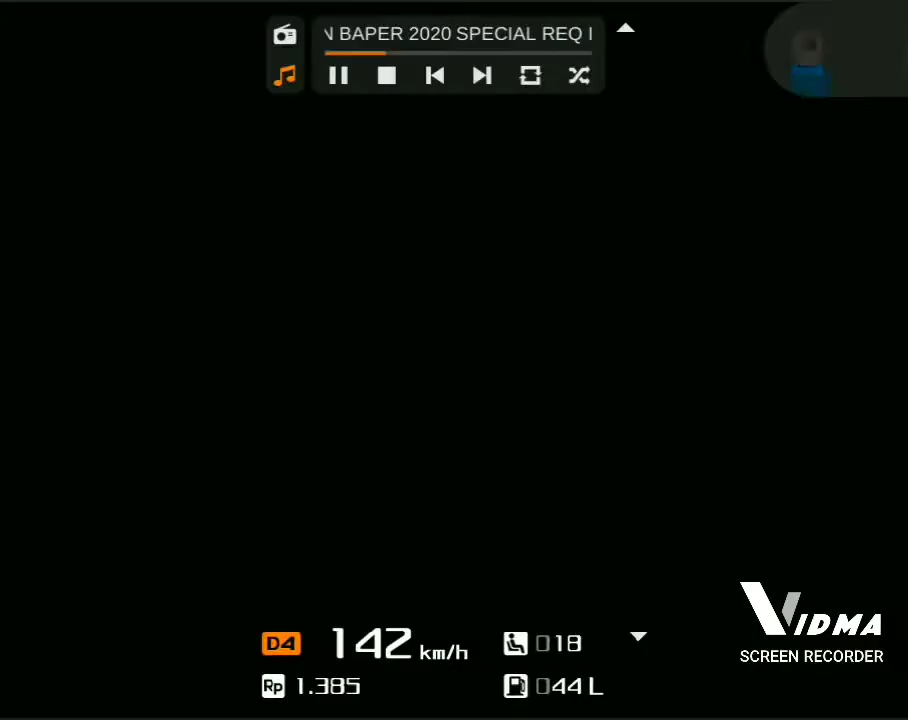 N BAPER 2020 SPECIAL REQ
D4 142 km/h 018
Rp 1.385 044 L
VIDMA
SCREEN RECORDER